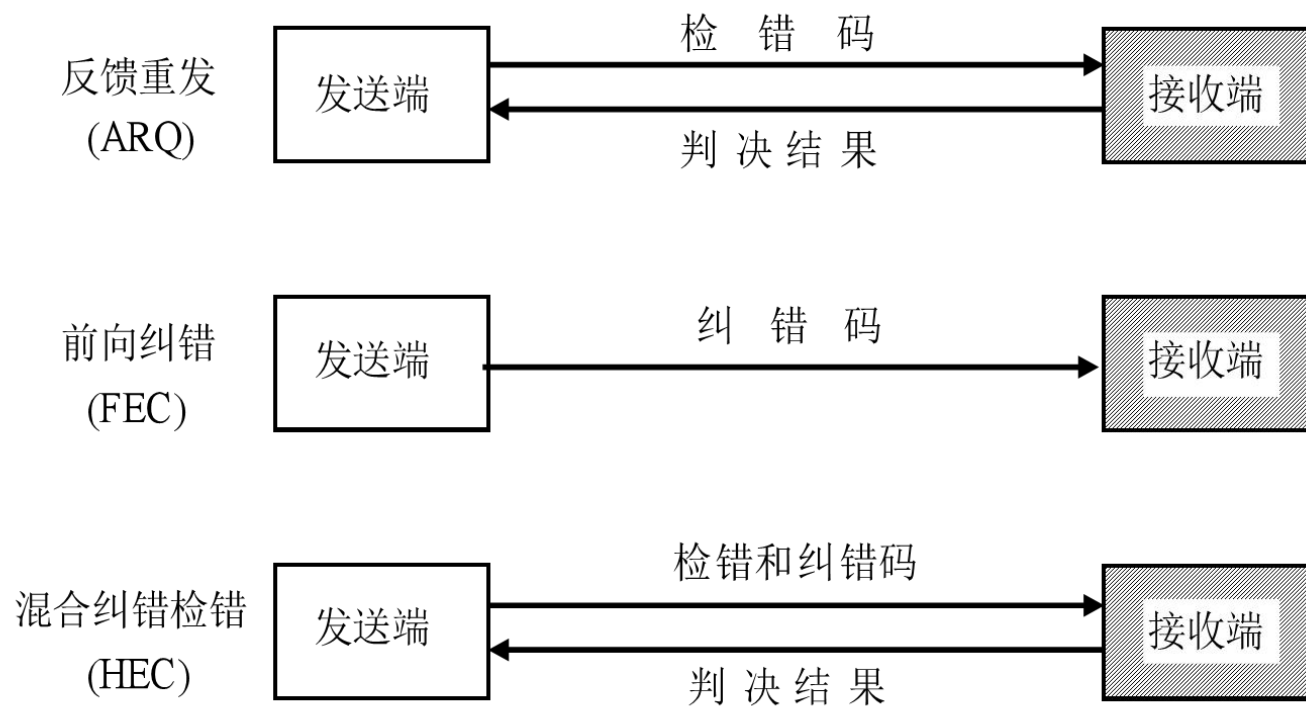 检错码
反馈重发
(ARQ)
发送端
接收端
判决结果
纠错码
前向纠错
(FEC)
发送端
接收端
检错和纠错码
混合纠错检错
(HEC)
发送端
接收端
判决结果